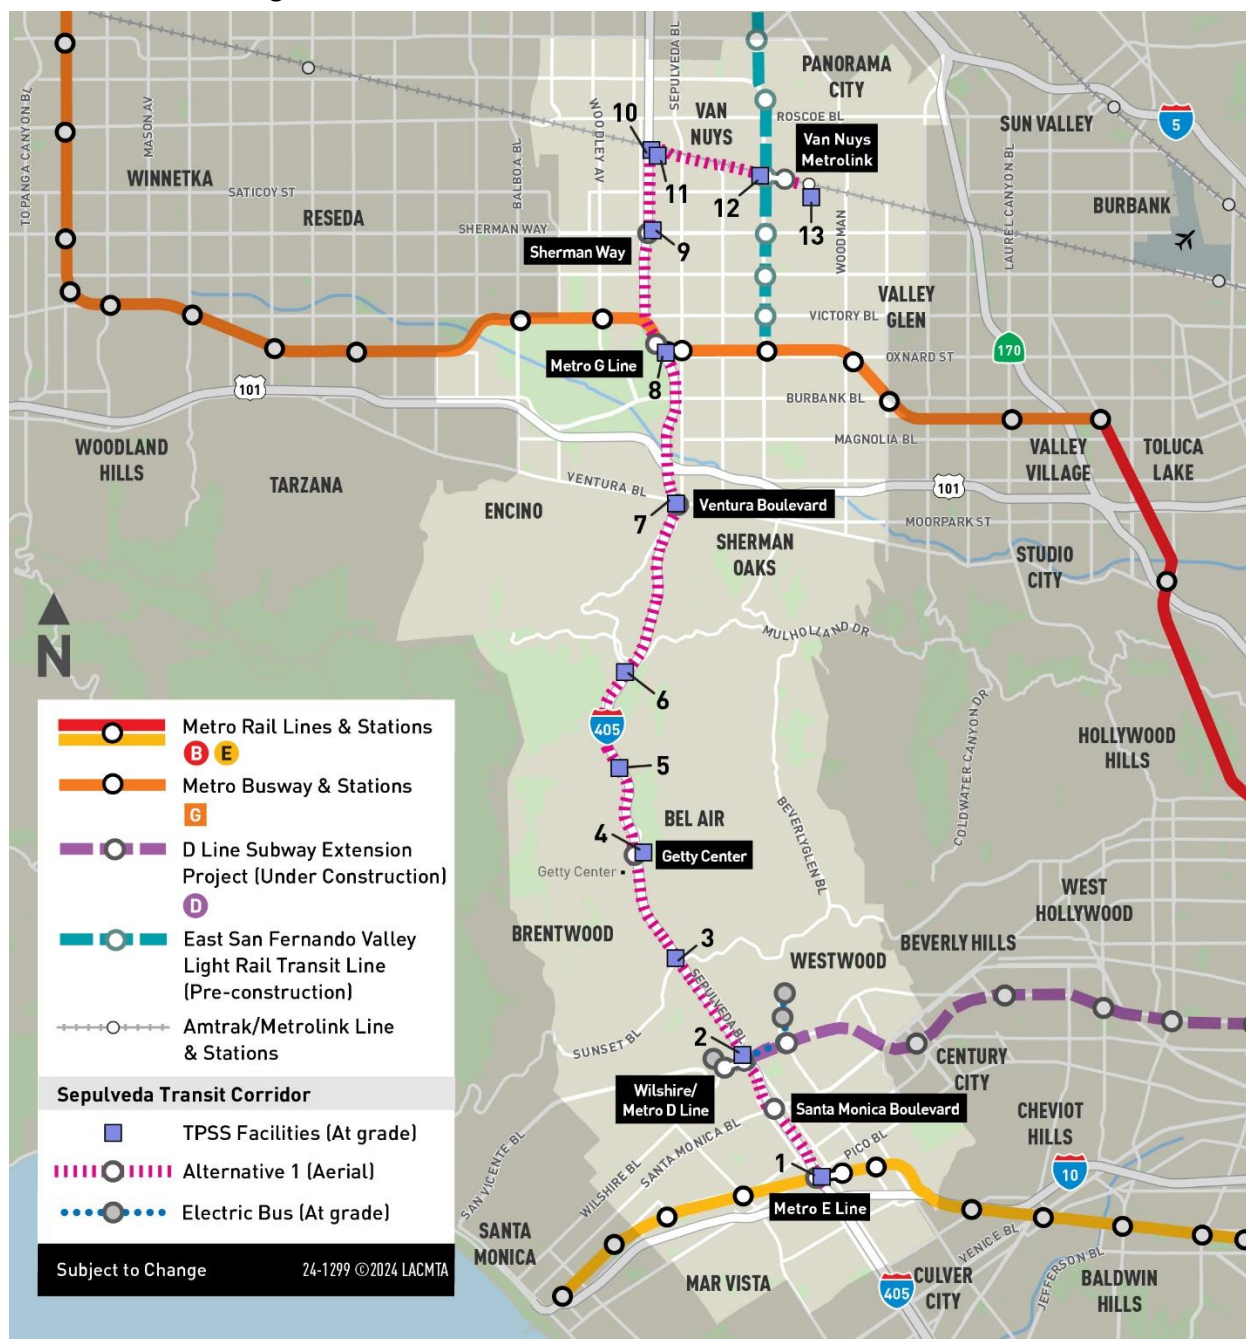 TOPANGA CANYON BL
MASON AV
WINNETKA
SATICOY ST
RESEDA
BALBOA BL
SHERMAN WAY
WOODLEY AV
SEPULVEDA BL
VAN
NUYS
PANORAMA
CITY
ROSCOE BL
Van Nuys
Metrolink
SUN VALLEY
5
LAUREL CANYON BL
BURBANK
10
11
12
13
WOODMAN
9
Sherman Way
VALLEY
GLEN
VICTORY BL
OXNARD ST
170
Metro G Line
8
BURBANK BL
MAGNOLIA BL
101
WOODLAND
HILLS
TARZANA
VENTURA BL
ENCINO
7
Ventura Boulevard
SHERMAN
OAKS
101
MOORPARK ST
VALLEY
VILLAGE
TOLUCA
LAKE
STUDIO
CITY
MULHOLLAND DR
N
6
405
5
COLDWATER CANYON DR
HOLLYWOOD
HILLS
BEL AIR
BEVERLYGLEN BL
4
Getty Center
Getty Center
WEST
HOLLYWOOD
BRENTWOOD
3
BEVERLY HILLS
WESTWOOD
SEPULVEDA BL
SUNSET BL
2
Wilshire/
Metro D Line
CENTURY
CITY
Santa Monica Boulevard
CHEVIOT
HILLS
SAN VICENTE BL
WILSHIRE BL
SANTA MONICA BL
PICO BL
1
10
Metro E Line
SANTA
MONICA
MAR VISTA
405
CULVER
CITY
VENICE BL
JEFFERSON BL
BALDWIN
HILLS
Metro Rail Lines & Stations
B E
Metro Busway & Stations
G
D Line Subway Extension
Project (Under Construction)
D
East San Fernando Valley
Light Rail Transit Line
(Pre-construction)
Amtrak/Metrolink Line
& Stations
Sepulveda Transit Corridor
TPSS Facilities (At grade)
Alternative 1 (Aerial)
Electric Bus (At grade)
Subject to Change
24-1299 ©2024 LACMTA